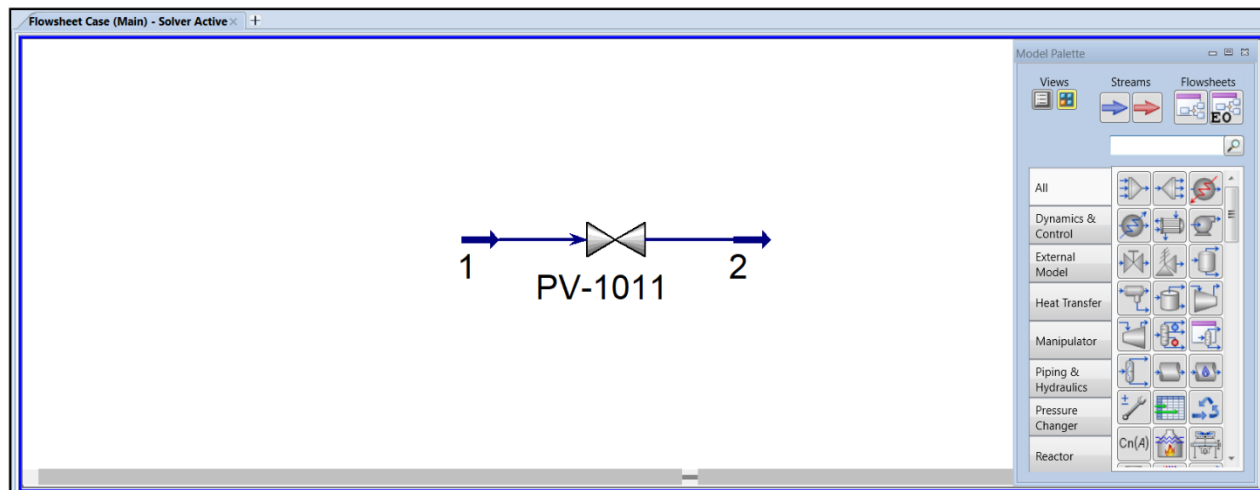 Flowsheet Case (Main) - Solver Active
Model Palette
Views
Streams
Flowsheets
EO
All
Dynamics &
Control
External
Model
Heat Transfer
Manipulator
Piping &
Hydraulics
Pressure
Changer
Reactor
Cn(A)
1
2
PV-1011